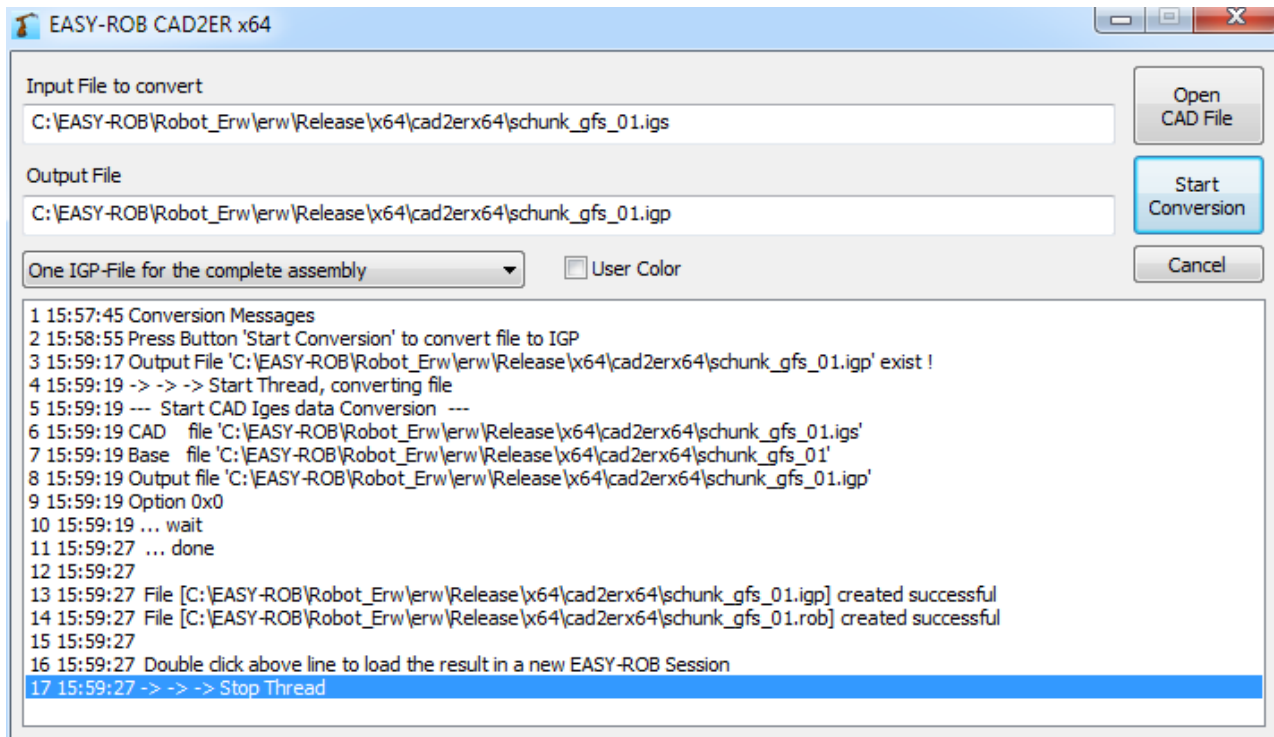 EASY-ROB CAD2ER x64
Input File to convert
C:\EASY-ROB\Robot_Erw\erw\Release\x64\cad2erx64\schunk_gfs_01.igs
Open
CAD File
Output File
C:\EASY-ROB\Robot_Erw\erw\Release\x64\cad2erx64\schunk_gfs_01.igp
Start
Conversion
One IGP-File for the complete assembly
User Color
Cancel
1 15:57:45 Conversion Messages
2 15:58:55 Press Button 'Start Conversion' to convert file to IGP
3 15:59:17 Output File 'C:\EASY-ROB\Robot_Erw\erw\Release\x64\cad2erx64\schunk_gfs_01.igp' exist !
4 15:59:19 -> -> -> Start Thread, converting file
5 15:59:19 --- Start CAD Iges data Conversion ---
6 15:59:19 CAD file 'C:\EASY-ROB\Robot_Erw\erw\Release\x64\cad2erx64\schunk_gfs_01.igs'
7 15:59:19 Base file 'C:\EASY-ROB\Robot_Erw\erw\Release\x64\cad2erx64\schunk_gfs_01'
8 15:59:19 Output file 'C:\EASY-ROB\Robot_Erw\erw\Release\x64\cad2erx64\schunk_gfs_01.igp'
9 15:59:19 Option 0x0
10 15:59:19 ... wait
11 15:59:27 ... done
12 15:59:27
13 15:59:27 File [C:\EASY-ROB\Robot_Erw\erw\Release\x64\cad2erx64\schunk_gfs_01.igp] created successful
14 15:59:27 File [C:\EASY-ROB\Robot_Erw\erw\Release\x64\cad2erx64\schunk_gfs_01.rob] created successful
15 15:59:27
16 15:59:27 Double click above line to load the result in a new EASY-ROB Session
17 15:59:27 -> -> -> Stop Thread